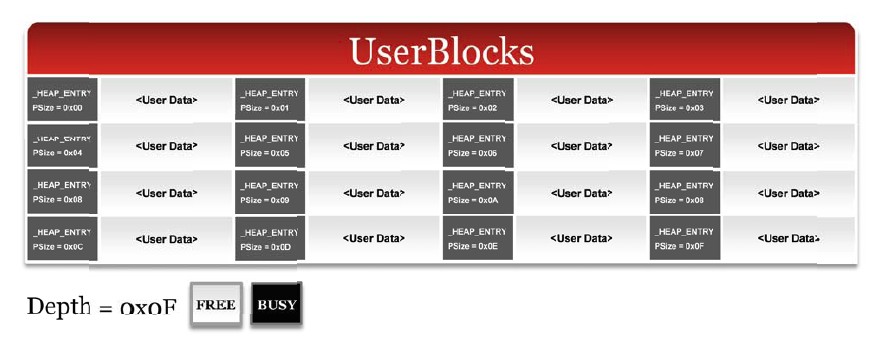 UserBlocks
_HEAP_ENTRY
PSize = 0x00
<User Data>
_HEAP_ENTRY
PSize = 0x01
<User Data>
_HEAP_ENTRY
PSize = 0x02
<User Data>
_HEAP_ENTRY
PSize = 0x03
<User Data>
_HEAP_ENTRY
PSize = 0x04
<User Data>
_HEAP_ENTRY
PSize = 0x05
<User Data>
_HEAP_ENTRY
PSize = 0x06
<User Data>
_HEAP_ENTRY
PSize = 0x07
<User Data>
_HEAP_ENTRY
PSize = 0x08
<User Data>
_HEAP_ENTRY
PSize = 0x09
<User Data>
_HEAP_ENTRY
PSize = 0x0A
<User Data>
_HEAP_ENTRY
PSize = 0x0B
<User Data>
_HEAP_ENTRY
PSize = 0x0C
<User Data>
_HEAP_ENTRY
PSize = 0x0D
<User Data>
_HEAP_ENTRY
PSize = 0x0E
<User Data>
_HEAP_ENTRY
PSize = 0x0F
<User Data>
Depth = 0x0F FREE BUSY